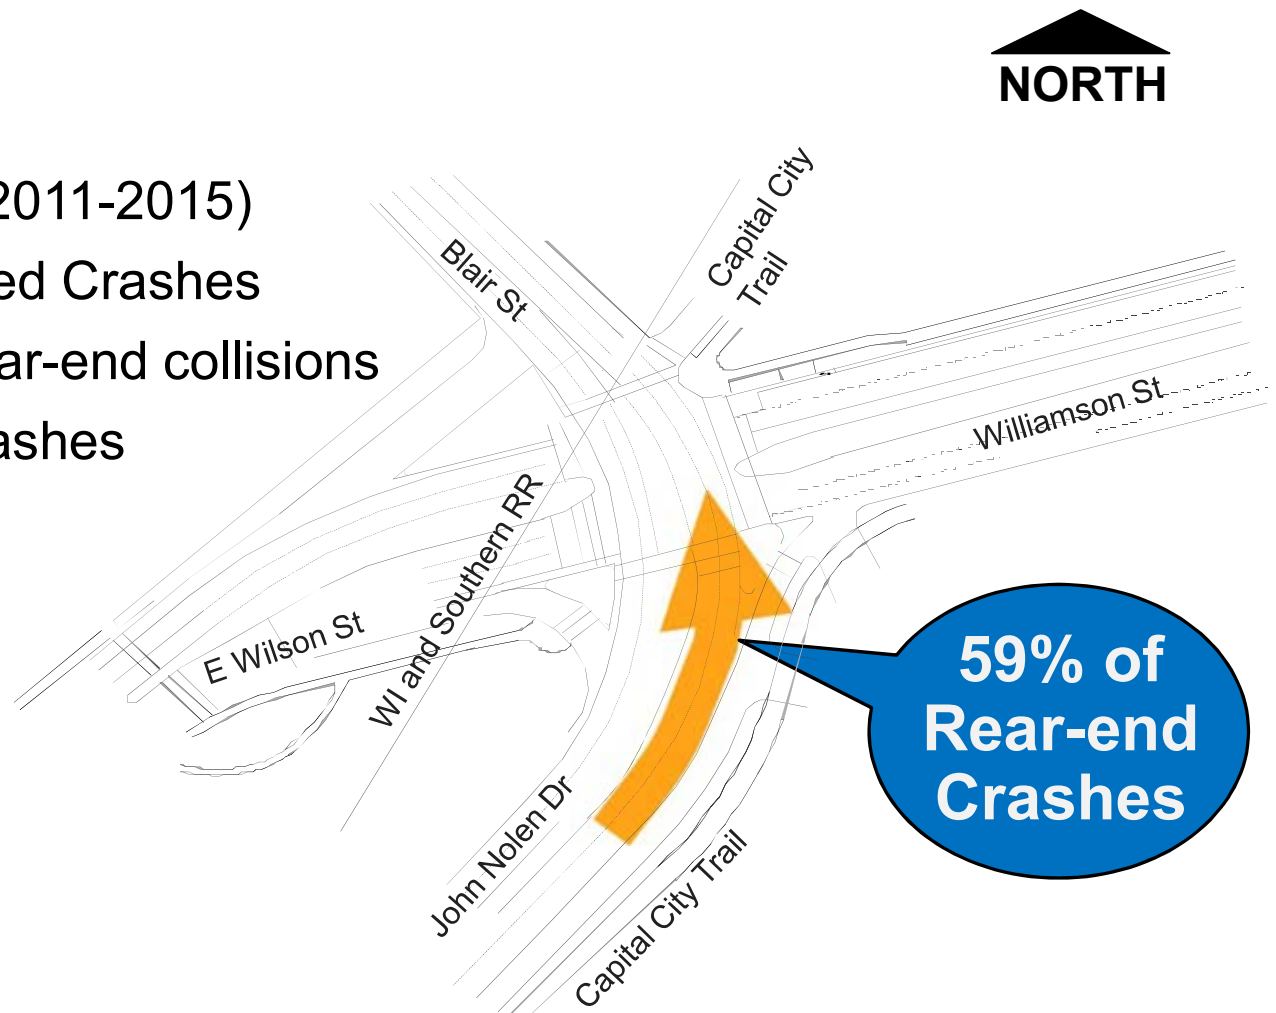 NORTH
2011-2015)
ed Crashes
ar-end collisions
ashes
Blair St
Capital City
Trail
Williamson St
WI and Southern RR
E Wilson St
John Nolen Dr
Capital City Trail
59% of
Rear-end
Crashes